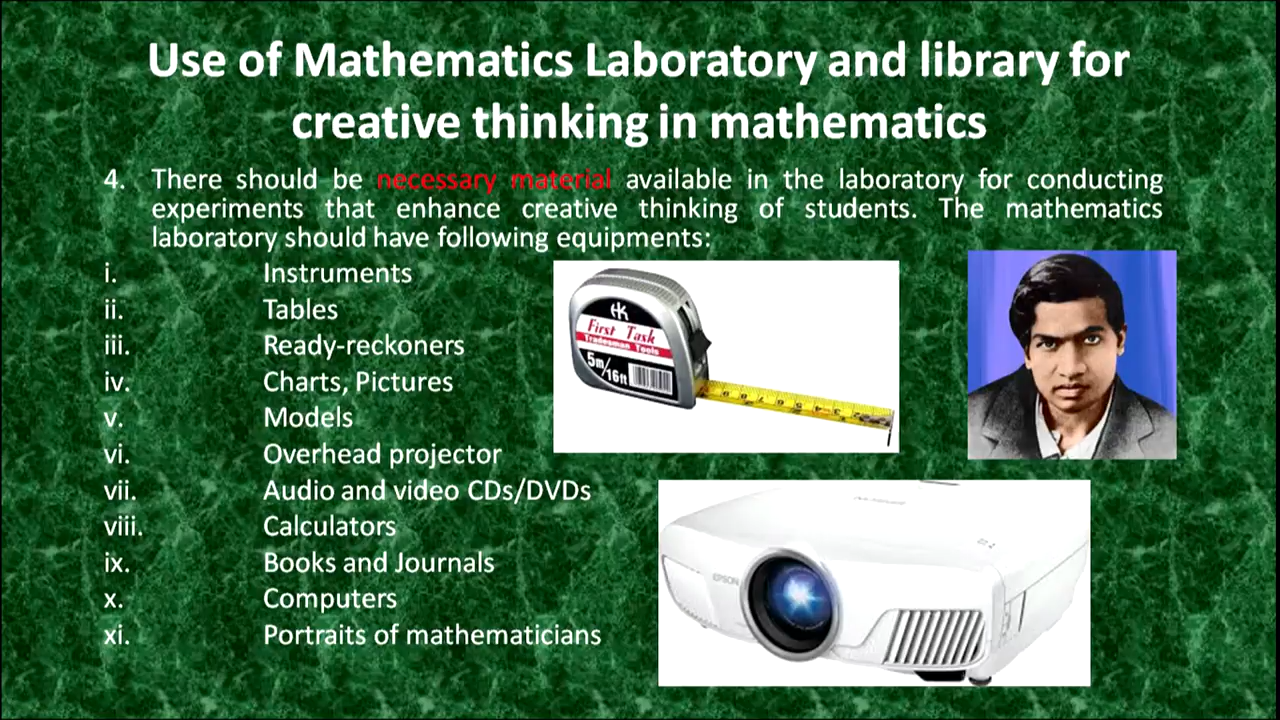 Use of Mathematics Laboratory and library for
creative thinking in mathematics
4. There should be necessary material available in the laboratory for conducting
experiments that enhance creative thinking of students. The mathematics
laboratory should have following equipments:
i. Instruments
ii. Tables
iii. Ready-reckoners
iv. Charts, Pictures
v. Models
vi. Overhead projector
vii. Audio and video CDs/DVDs
viii. Calculators
ix. Books and Journals
x. Computers
xi. Portraits of mathematicians
HK
First Task
Tradesman Tools
5m/16ft
EPSON